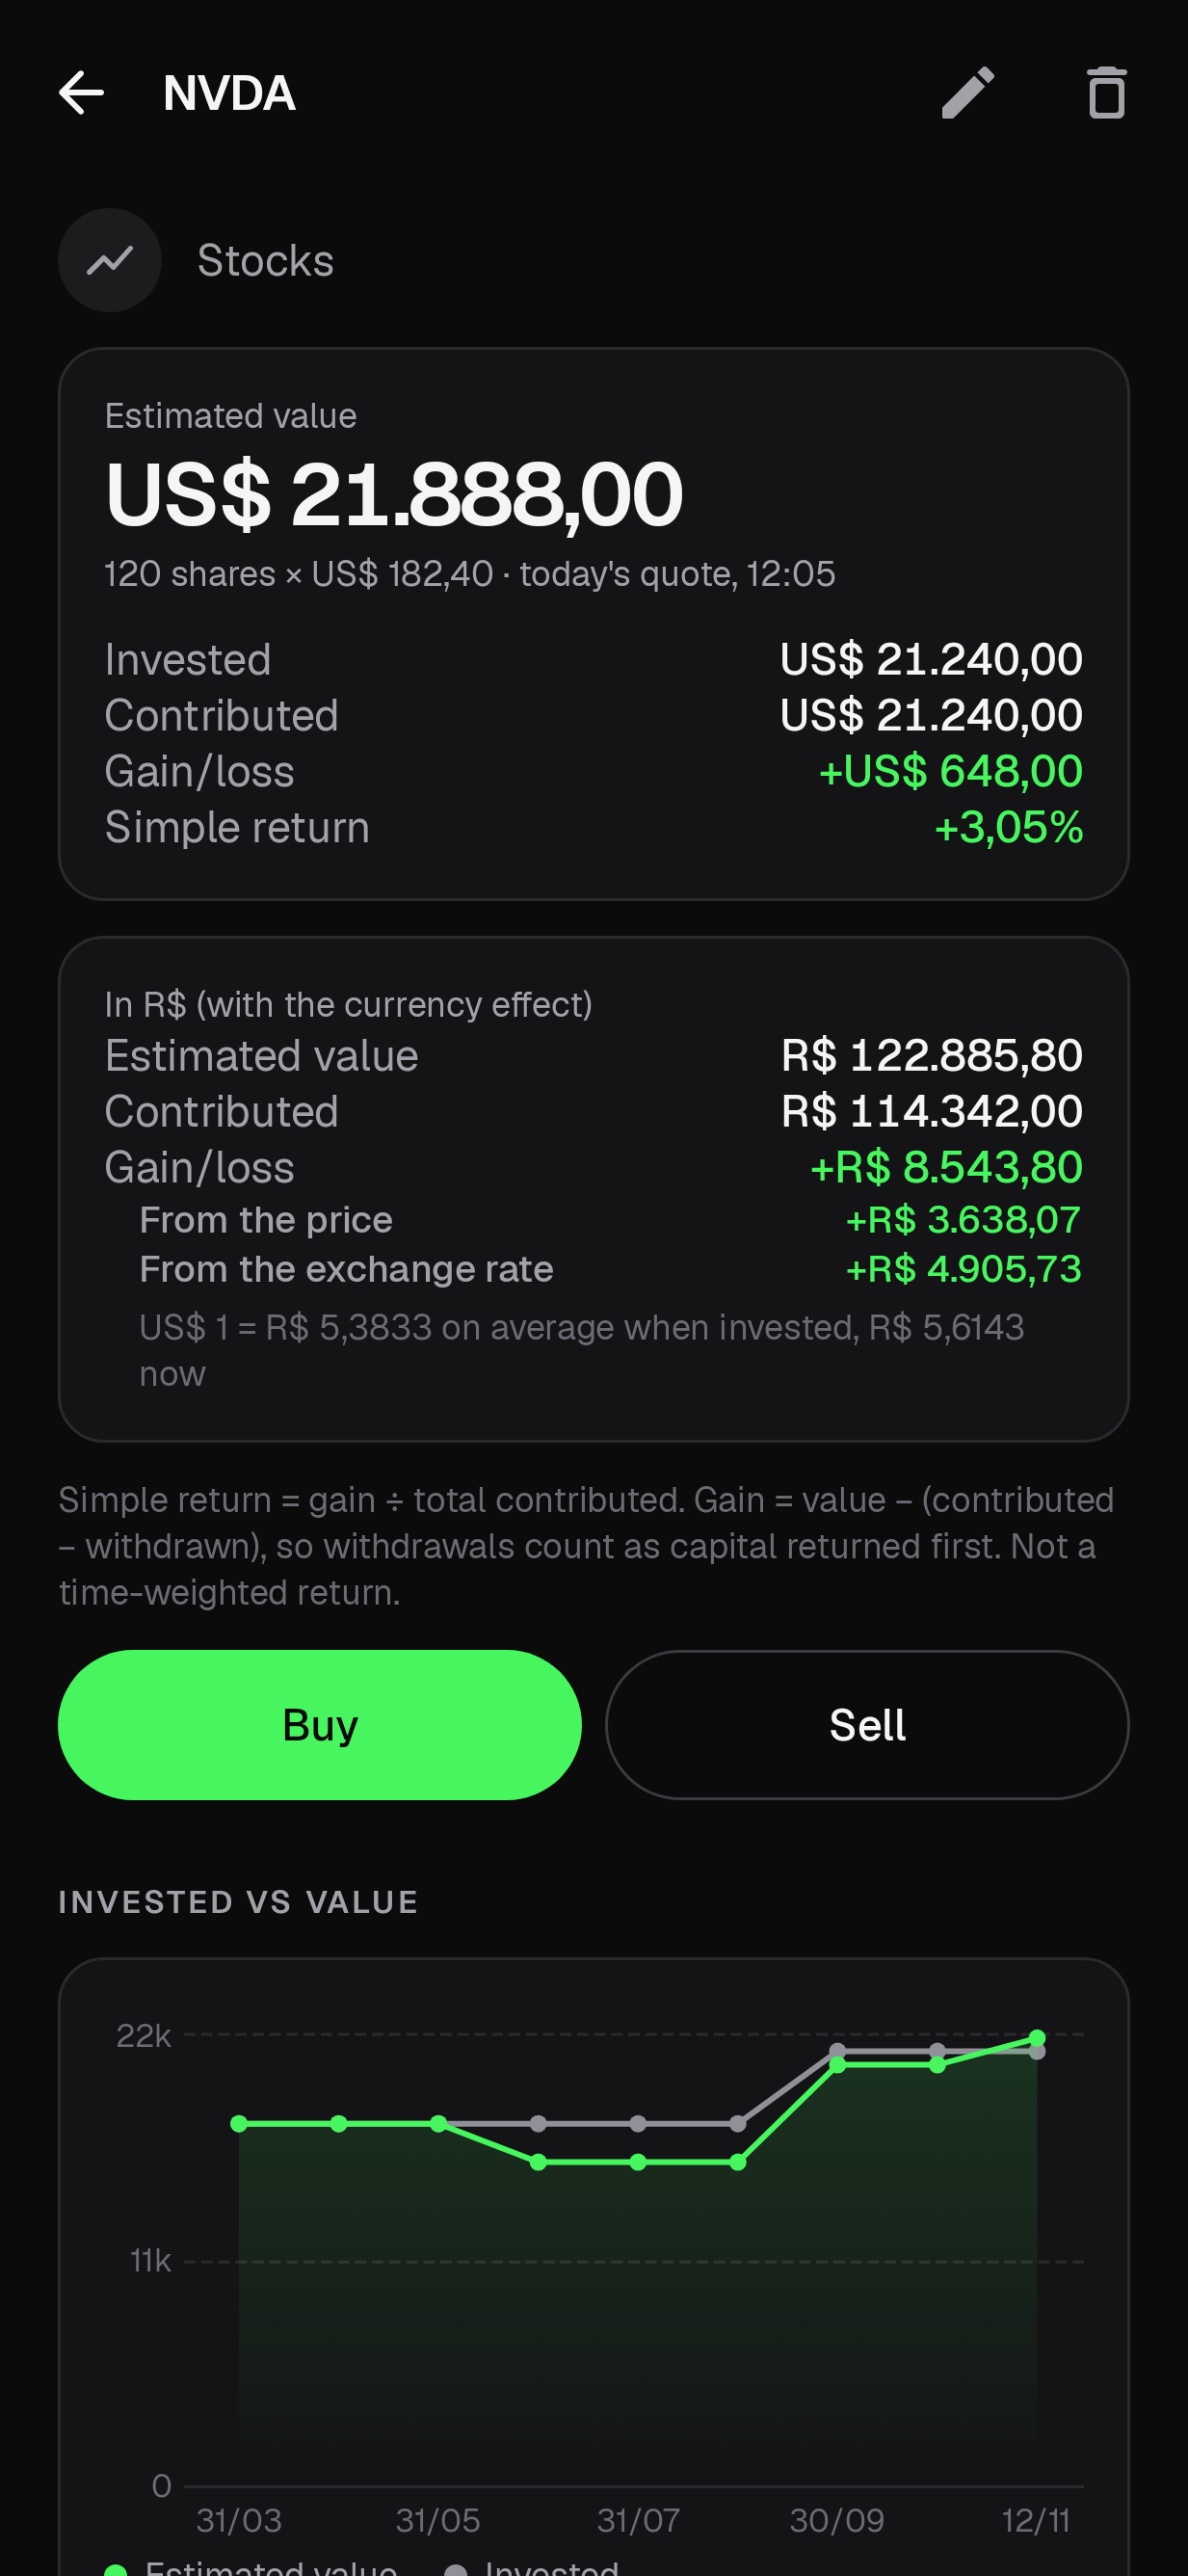 NVDA
Stocks
Estimated value
US$ 21.888,00
120 shares × US$ 182,40 · today's quote, 12:05
Invested US$ 21.240,00
Contributed US$ 21.240,00
Gain/loss +US$ 648,00
Simple return +3,05%
In R$ (with the currency effect)
Estimated value R$ 122.885,80
Contributed R$ 114.342,00
Gain/loss +R$ 8.543,80
From the price +R$ 3.638,07
From the exchange rate +R$ 4.905,73
US$ 1 = R$ 5,3833 on average when invested, R$ 5,6143
now
Simple return = gain ÷ total contributed. Gain = value − (contributed
− withdrawn), so withdrawals count as capital returned first. Not a
time-weighted return.
Buy Sell
INVESTED VS VALUE
22k
11k
0
31/03 31/05 31/07 30/09 12/11
Estimated value Invested